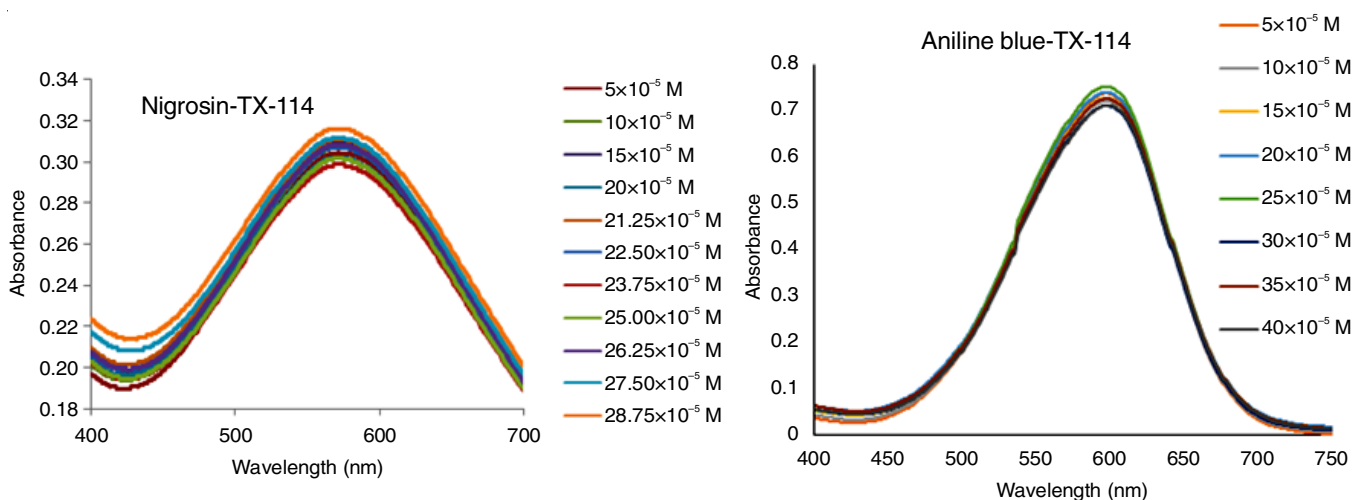 Nigrosin-TX-114
Absorbance
0.34
0.32
0.30
0.28
0.26
0.24
0.22
0.20
0.18
400 500 600 700
Wavelength (nm)
5×10⁻⁵ M
10×10⁻⁵ M
15×10⁻⁵ M
20×10⁻⁵ M
21.25×10⁻⁵ M
22.50×10⁻⁵ M
23.75×10⁻⁵ M
25.00×10⁻⁵ M
26.25×10⁻⁵ M
27.50×10⁻⁵ M
28.75×10⁻⁵ M
Aniline blue-TX-114
Absorbance
0.8
0.7
0.6
0.5
0.4
0.3
0.2
0.1
0
400 450 500 550 600 650 700 750
Wavelength (nm)
5×10⁻⁵ M
10×10⁻⁵ M
15×10⁻⁵ M
20×10⁻⁵ M
25×10⁻⁵ M
30×10⁻⁵ M
35×10⁻⁵ M
40×10⁻⁵ M